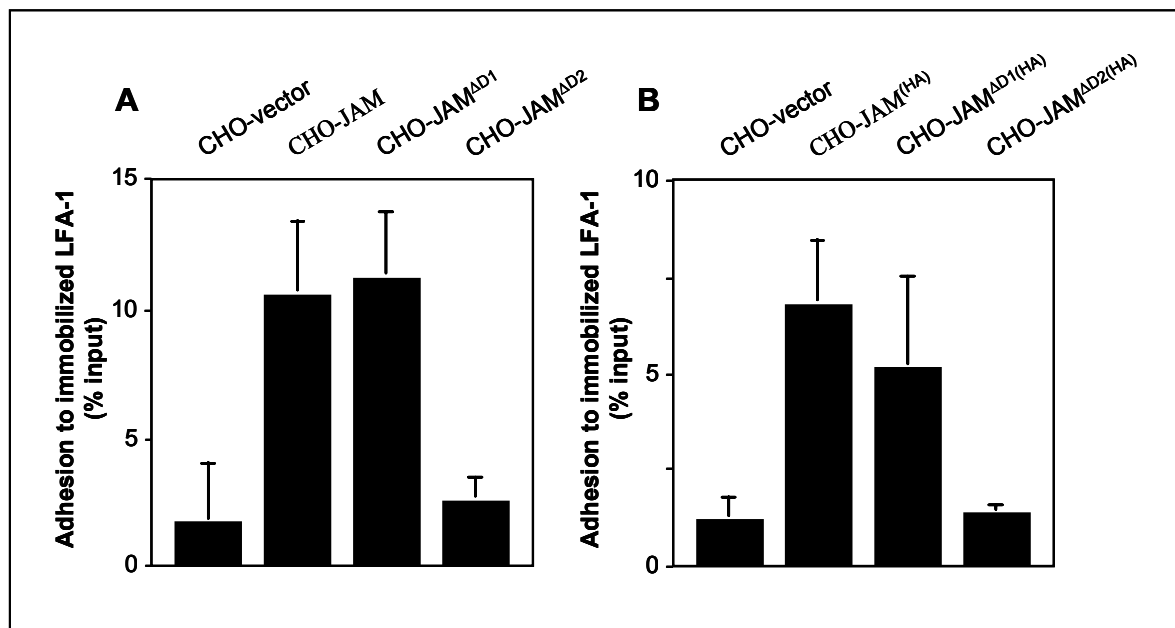 A
CHO-vector
CHO-JAM
CHO-JAMΔD1
CHO-JAMΔD2
15
10
5
0
Adhesion to immobilized LFA-1
(% input)
B
CHO-vector
CHO-JAM(HA)
CHO-JAMΔD1(HA)
CHO-JAMΔD2(HA)
10
5
0
Adhesion to immobilized LFA-1
(% input)